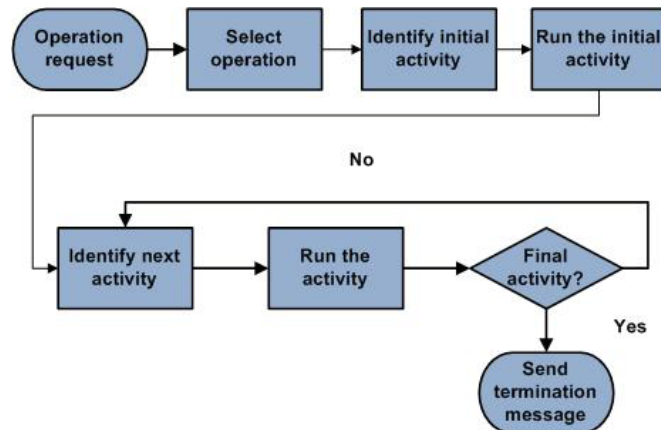 Operation
request
Select
operation
Identify initial
activity
Run the initial
activity
No
Identify next
activity
Run the
activity
Final
activity?
Yes
Send
termination
message